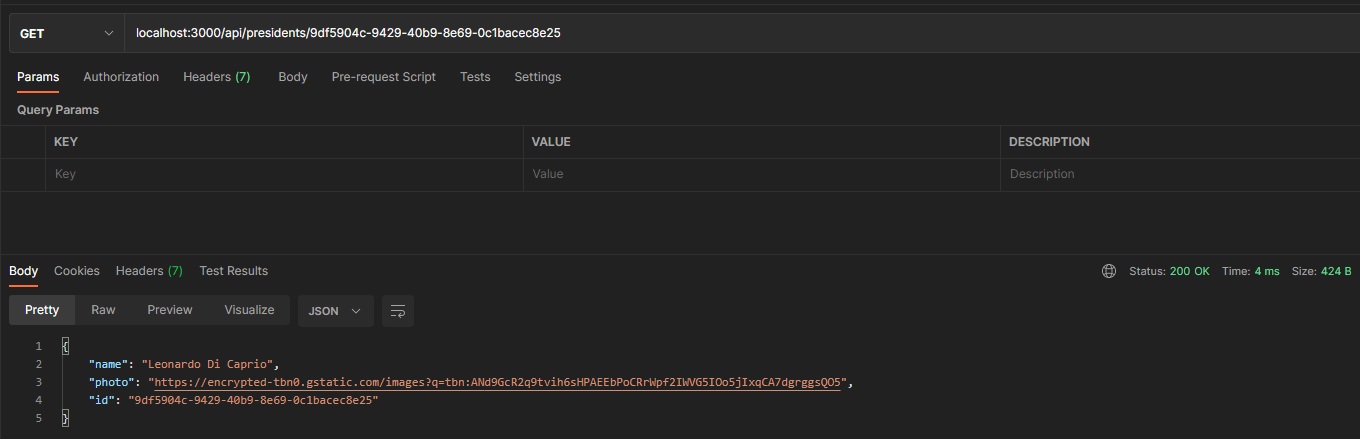 GET localhost:3000/api/presidents/9df5904c-9429-40b9-8e69-0c1bacec8e25
Params Authorization Headers (7) Body Pre-request Script Tests Settings
Query Params
KEY VALUE DESCRIPTION
Key Value Description
Body Cookies Headers (7) Test Results Status: 200 OK Time: 4 ms Size: 424 B
Pretty Raw Preview Visualize JSON
1 {
2 "name": "Leonardo Di Caprio",
3 "photo": "https://encrypted-tbn0.gstatic.com/images?q=tbn:ANd9GcR2q9tvih6sHPAEEbPoCRrWpf2IWVG5IOo5jIxqCA7dgrggsQO5",
4 "id": "9df5904c-9429-40b9-8e69-0c1bacec8e25"
5 }